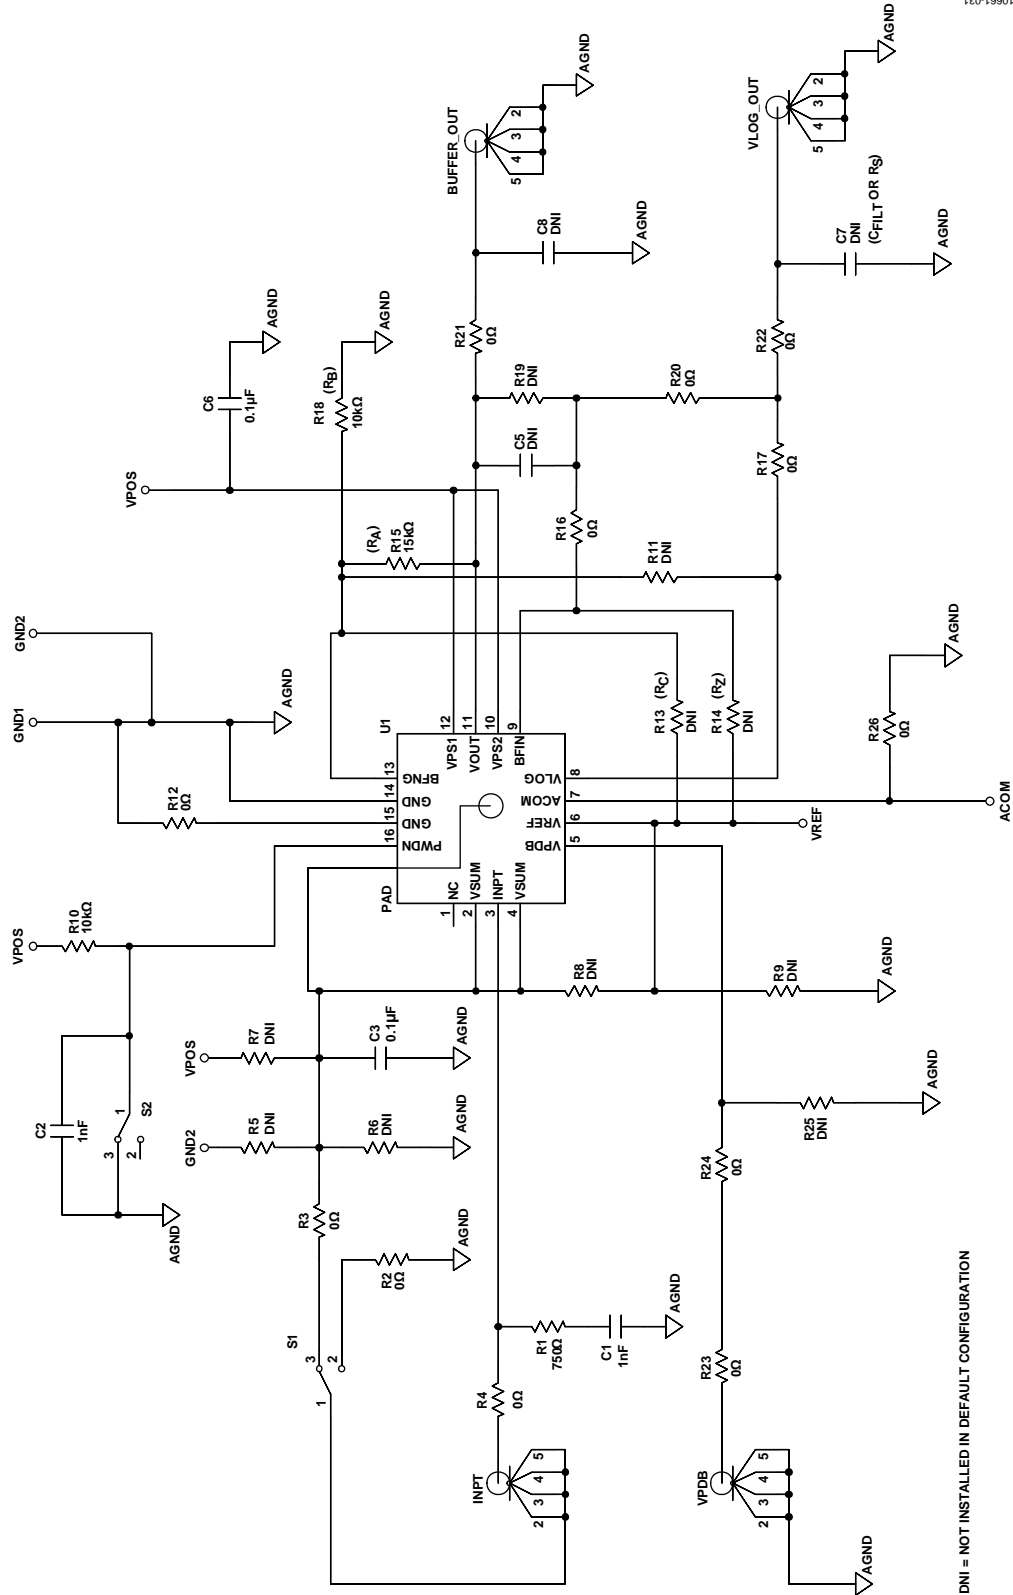 10661-031
BUFFER_OUT
5
4
3
2
AGND
VLOG_OUT
5
4
3
2
AGND
C8
DNI
AGND
C7
DNI
(CFILT OR RS)
AGND
R21
0Ω
R22
0Ω
C6
0.1µF
AGND
R18 (RB)
10kΩ
AGND
VPOS
R19
DNI
C5
DNI
R20
0Ω
R17
0Ω
R16
0Ω
(RA)
R15
15kΩ
R11
DNI
GND1
GND2
AGND
R12
0Ω
R13 (RC)
DNI
R14 (RZ)
DNI
R26
0Ω
AGND
ACOM
VREF
U1
PAD
16
PWDN
15
GND
14
GND
13
BFNG
12
VPS1
11
VOUT
10
VPS2
9
BFIN
1
NC
2
VSUM
3
INPT
4
VSUM
5
VPDB
6
VREF
7
ACOM
8
VLOG
VPOS
R10
10kΩ
C2
1nF
1
S2
3
2
AGND
VPOS
R7
DNI
C3
0.1µF
AGND
GND2
R5
DNI
R6
DNI
AGND
R8
DNI
R9
DNI
AGND
R3
0Ω
R2
0Ω
AGND
S1
3
2
1
R4
0Ω
R1
750Ω
C1
1nF
AGND
INPT
2
3
4
5
R24
0Ω
R25
DNI
AGND
R23
0Ω
VPDB
2
3
4
5
AGND
DNI = NOT INSTALLED IN DEFAULT CONFIGURATION